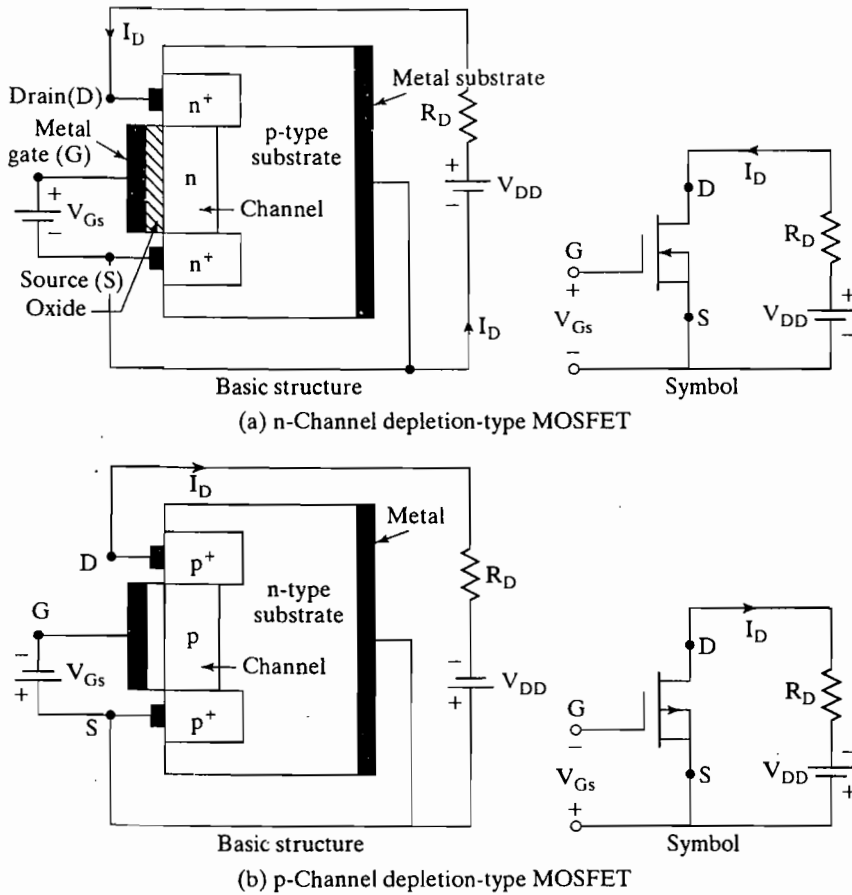 I_D
Drain(D)
n⁺
Metal substrate
R_D
Metal
gate (G)
p-type
substrate
+
n
V_DD
−
+
V_Gs
−
Channel
Source (S)
n⁺
Oxide
I_D
Basic structure
I_D
D
R_D
G
+
V_Gs
−
S
V_DD
+
−
Symbol
(a) n-Channel depletion-type MOSFET
I_D
Metal
D
p⁺
R_D
n-type
substrate
G
p
−
V_Gs
+
Channel
−
V_DD
+
S
p⁺
Basic structure
I_D
D
R_D
G
−
V_Gs
+
S
V_DD
−
+
Symbol
(b) p-Channel depletion-type MOSFET